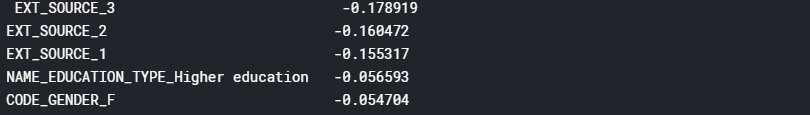 EXT_SOURCE_3 -0.178919
EXT_SOURCE_2 -0.160472
EXT_SOURCE_1 -0.155317
NAME_EDUCATION_TYPE_Higher education -0.056593
CODE_GENDER_F -0.054704